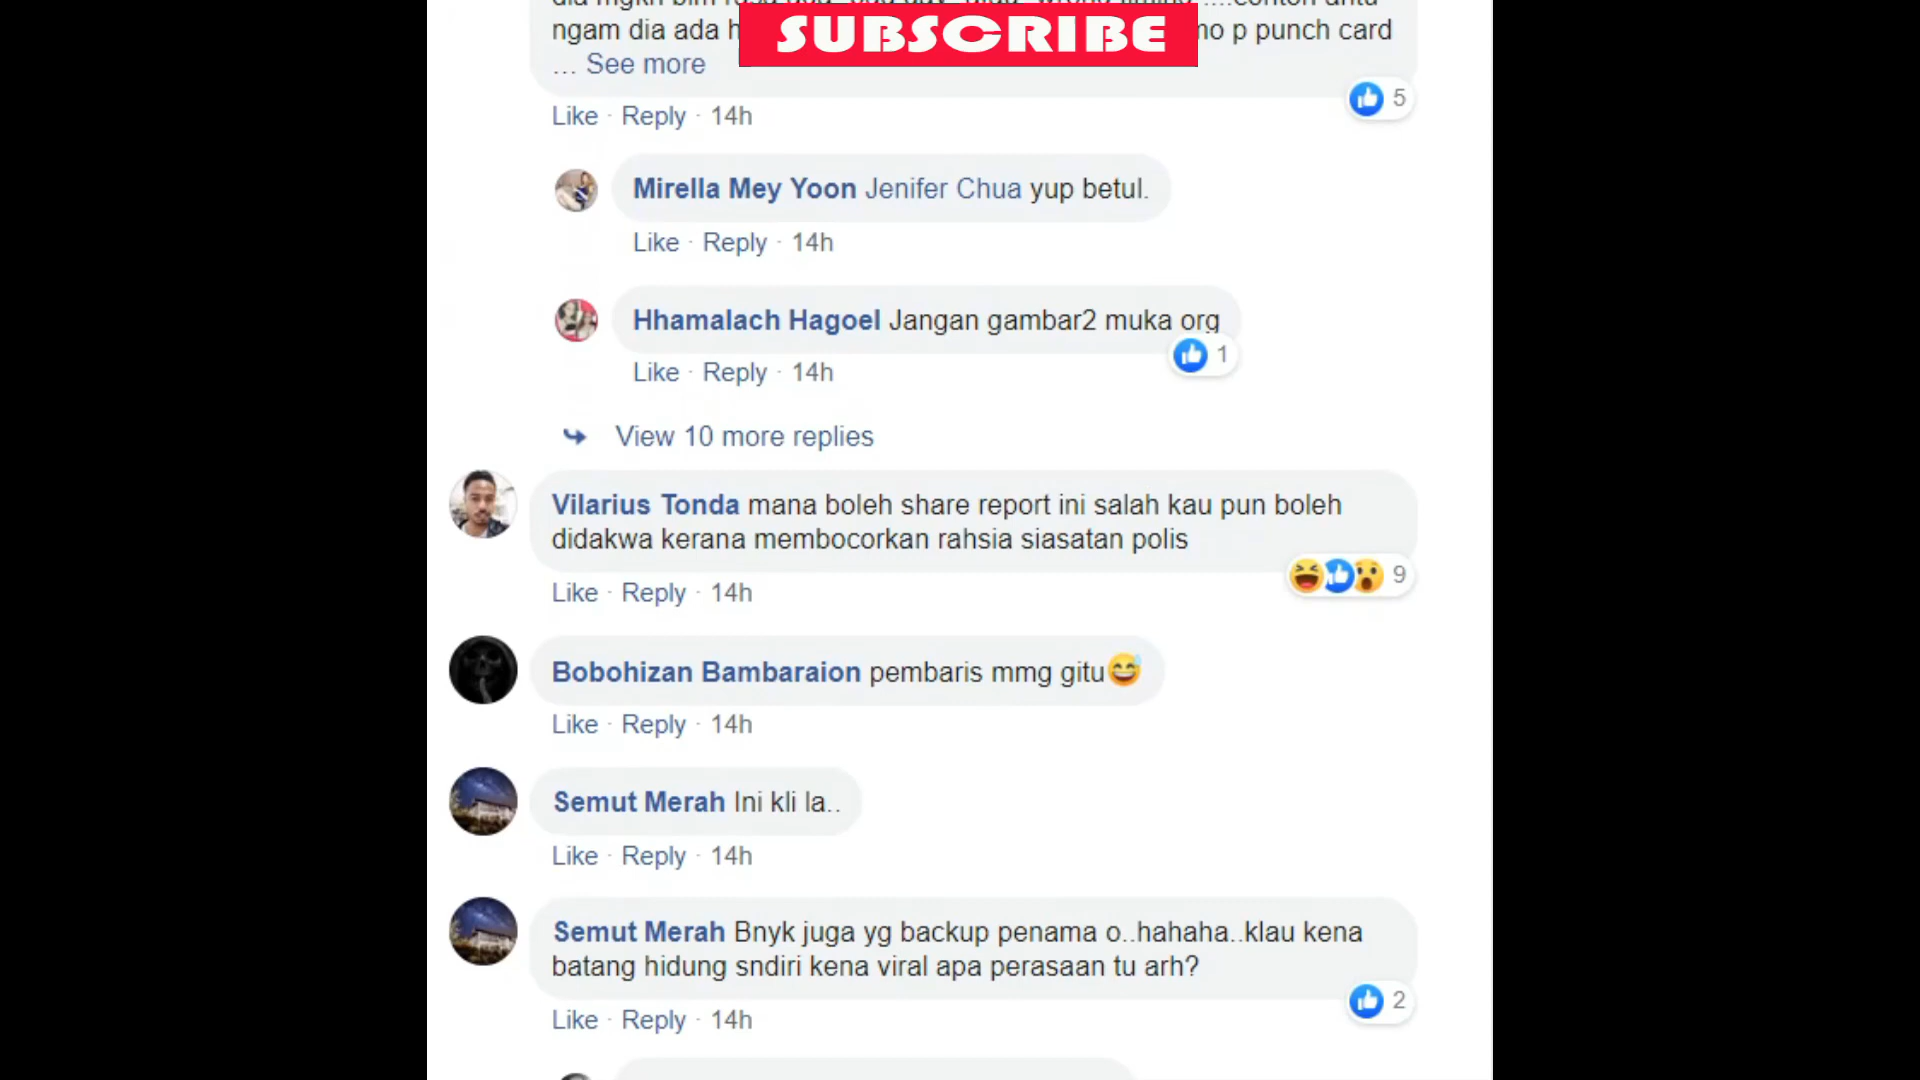 SUBSCRIBE
ngam dia ada h
no p punch card
... See more
5
Like · Reply · 14h
Mirella Mey Yoon Jenifer Chua yup betul.
Like · Reply · 14h
Hhamalach Hagoel Jangan gambar2 muka org
1
Like · Reply · 14h
View 10 more replies
Vilarius Tonda mana boleh share report ini salah kau pun boleh
didakwa kerana membocorkan rahsia siasatan polis
9
Like · Reply · 14h
Bobohizan Bambaraion pembaris mmg gitu😅
Like · Reply · 14h
Semut Merah Ini kli la..
Like · Reply · 14h
Semut Merah Bnyk juga yg backup penama o..hahaha..klau kena
batang hidung sndiri kena viral apa perasaan tu arh?
2
Like · Reply · 14h